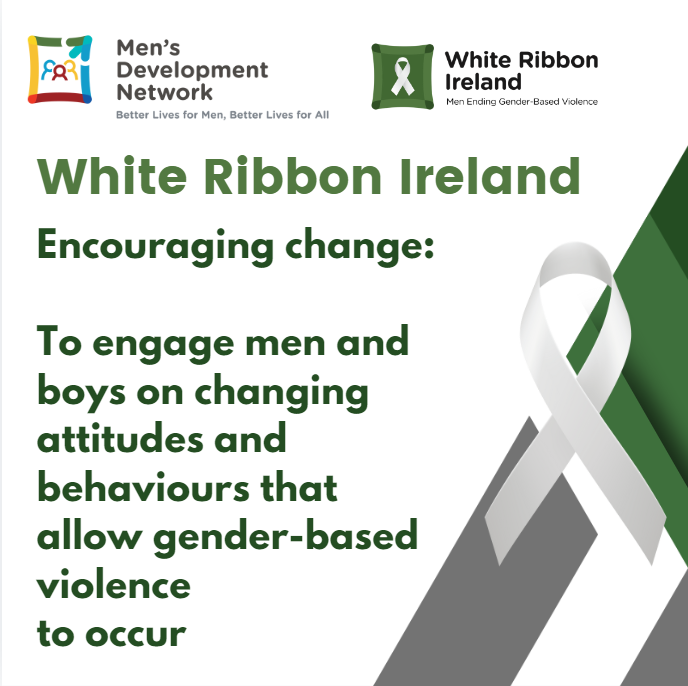 Men's
Development
Network
Better Lives for Men, Better Lives for All
White Ribbon
Ireland
Men Ending Gender-Based Violence
White Ribbon Ireland
Encouraging change:
To engage men and
boys on changing
attitudes and
behaviours that
allow gender-based
violence
to occur